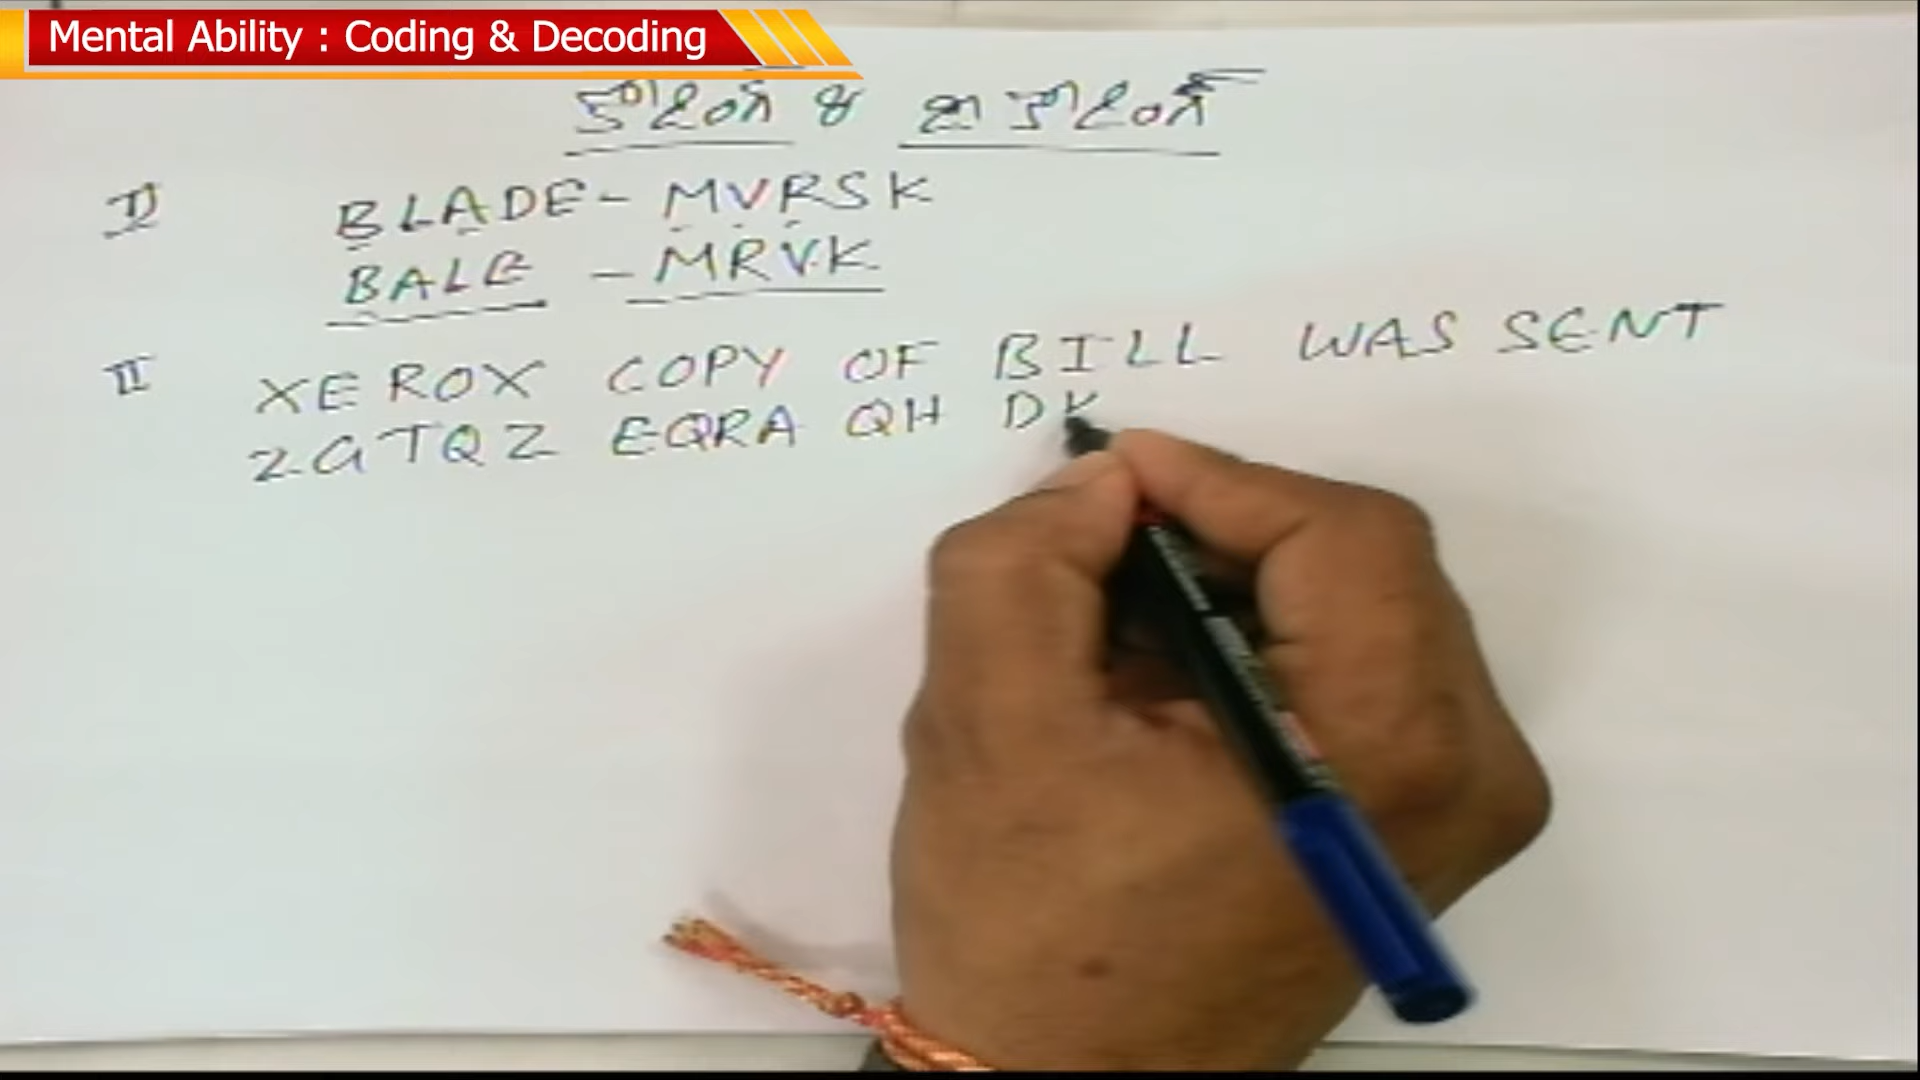 Mental Ability : Coding & Decoding
కోడింగ్ & డికోడింగ్
I) BLADE - MVRSK
BALE - MRVK
II XEROX COPY OF BILL WAS SENT
ZGTQZ EQRA QH DK